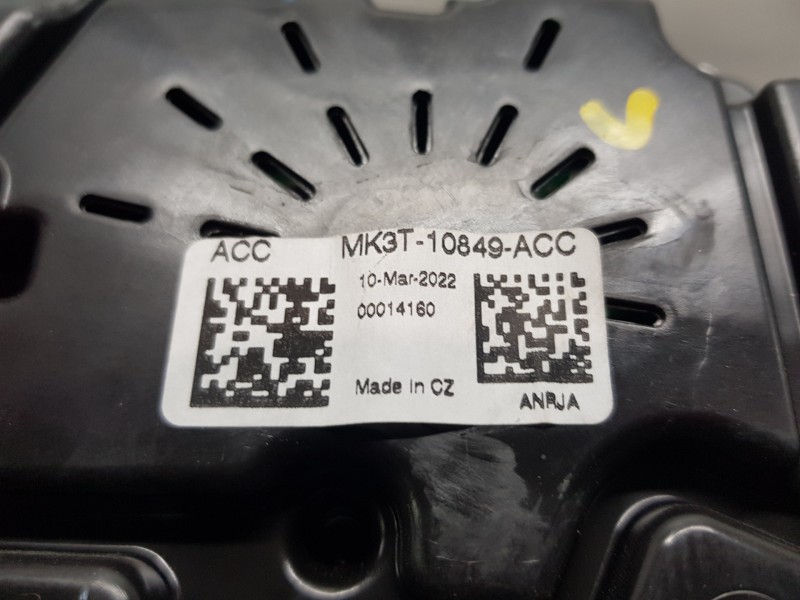 ACC MK3T-10849-ACC
10-Mar-2022
00014160
Made in CZ
ANRJA